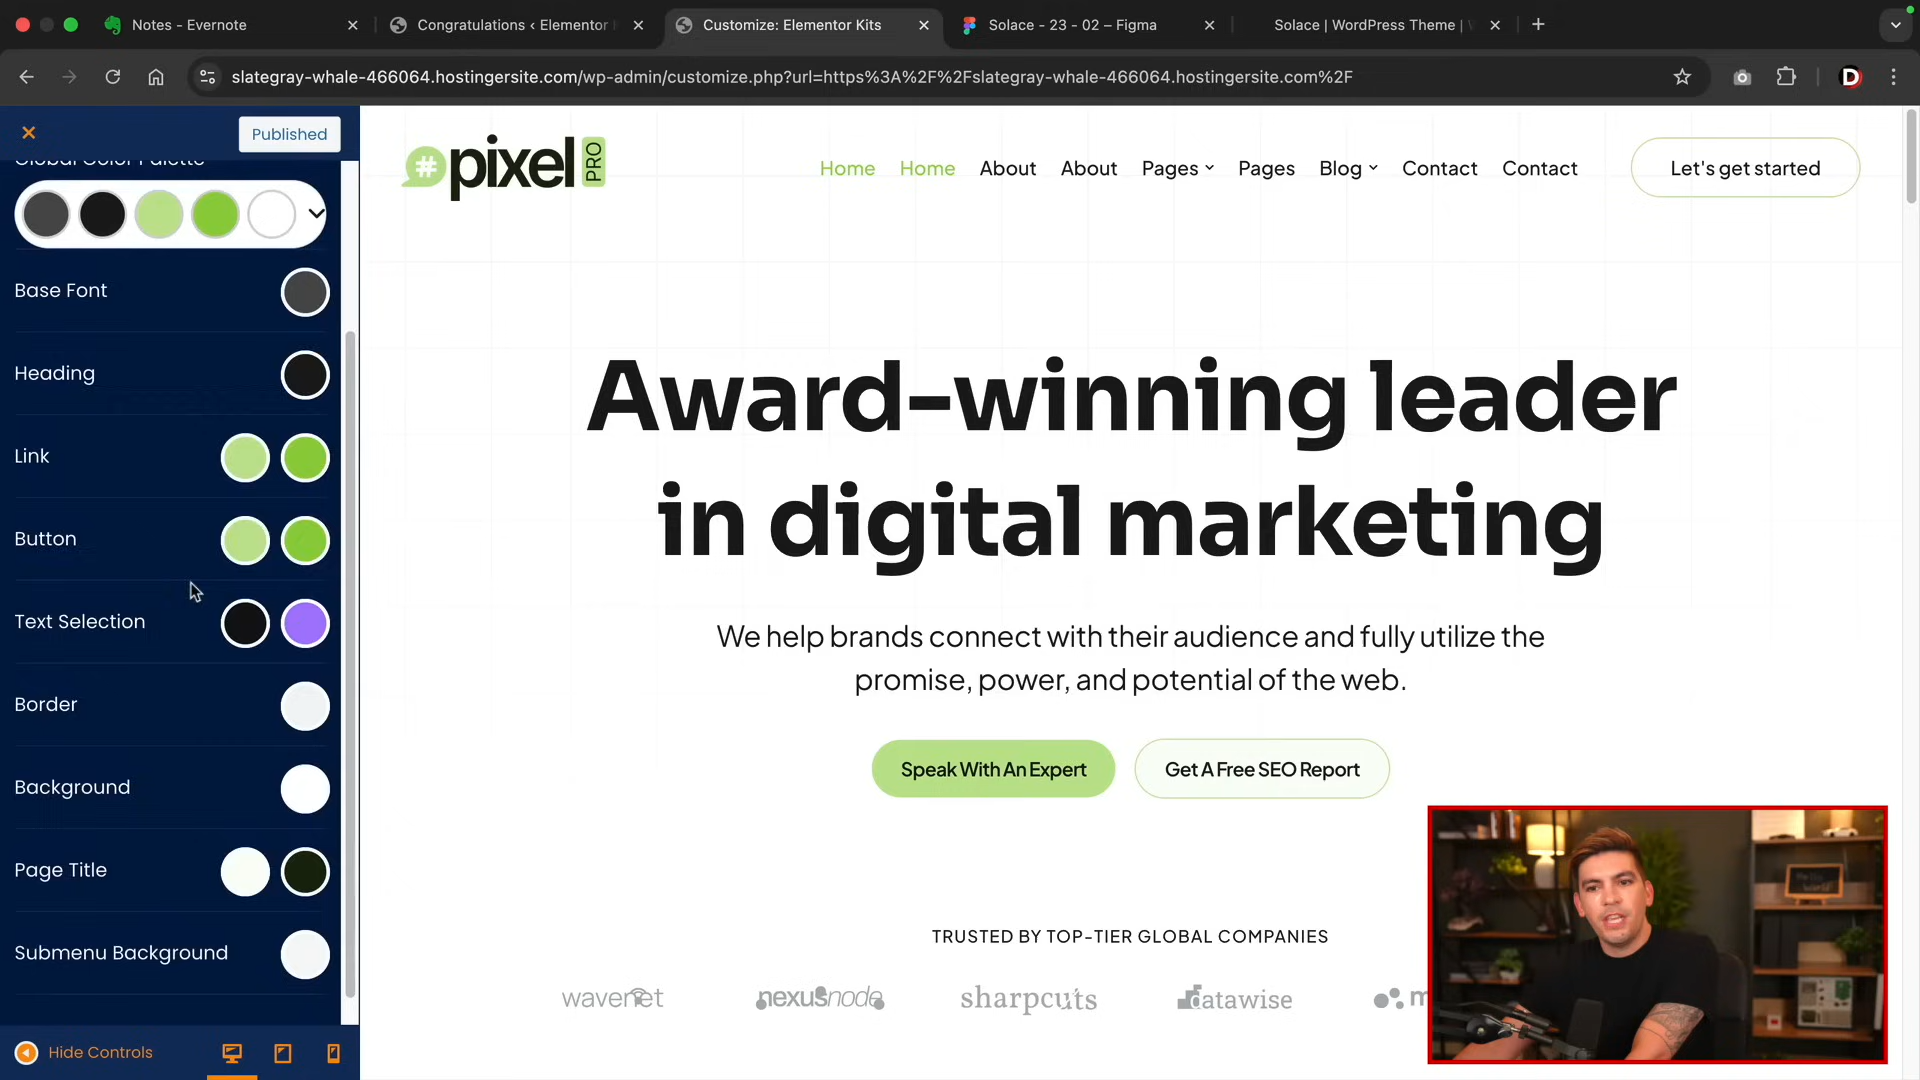 Notes - Evernote
Congratulations ‹ Elementor
Customize: Elementor Kits
Solace - 23 - 02 – Figma
Solace | WordPress Theme |
slategray-whale-466064.hostingersite.com/wp-admin/customize.php?url=https%3A%2F%2Fslategray-whale-466064.hostingersite.com%2F
D
Published
Global Color Palette
Base Font
Heading
Link
Button
Text Selection
Border
Background
Page Title
Submenu Background
Hide Controls
#pixel PRO
Home Home About About Pages Pages Blog Contact Contact
Let's get started
Award–winning leader
in digital marketing
We help brands connect with their audience and fully utilize the
promise, power, and potential of the web.
Speak With An Expert
Get A Free SEO Report
TRUSTED BY TOP-TIER GLOBAL COMPANIES
wavenet nexusnode sharpcuts datawise m